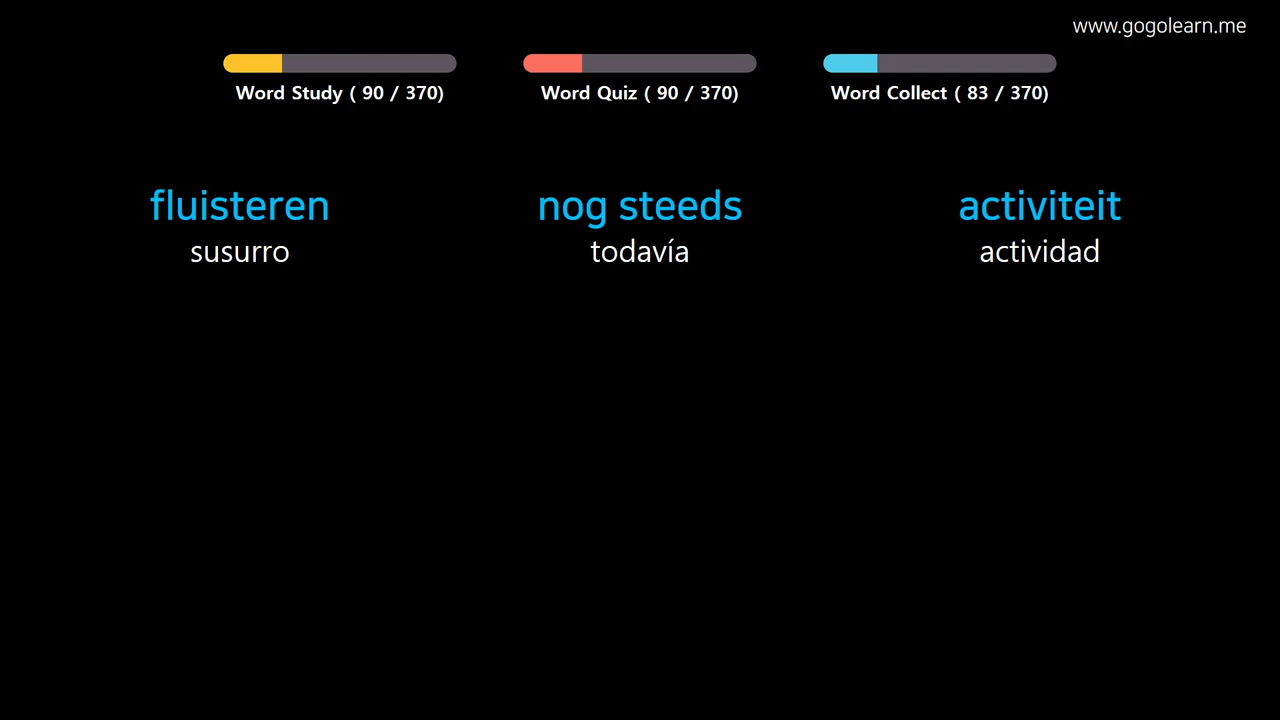 www.gogolearn.me
Word Study ( 90 / 370)
Word Quiz ( 90 / 370)
Word Collect ( 83 / 370)
fluisteren
susurro
nog steeds
todavía
activiteit
actividad